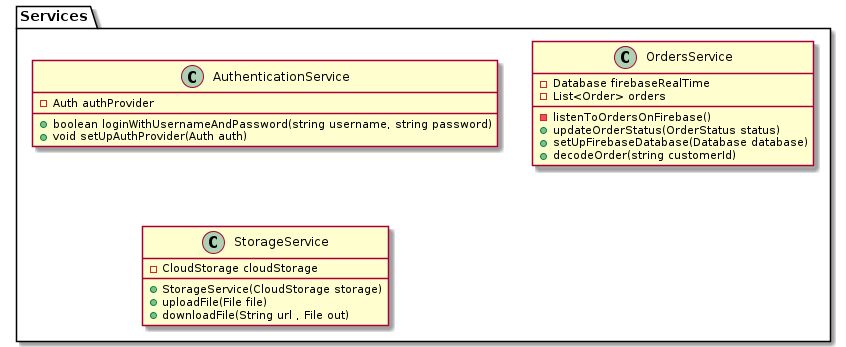 Services
C AuthenticationService
Auth authProvider
boolean loginWithUsernameAndPassword(string username, string password)
void setUpAuthProvider(Auth auth)
C OrdersService
Database firebaseRealTime
List<Order> orders
listenToOrdersOnFirebase()
updateOrderStatus(OrderStatus status)
setUpFirebaseDatabase(Database database)
decodeOrder(string customerId)
C StorageService
CloudStorage cloudStorage
StorageService(CloudStorage storage)
uploadFile(File file)
downloadFile(String url , File out)